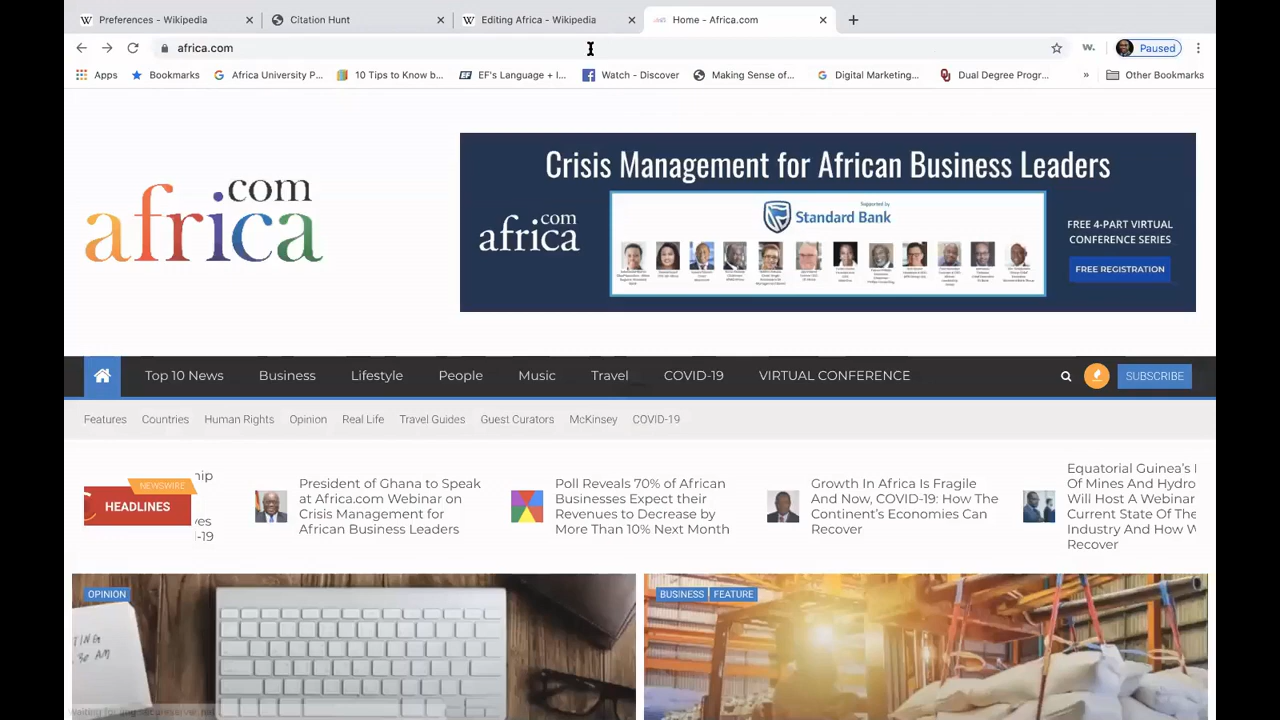 Preferences - Wikipedia
Citation Hunt
Editing Africa - Wikipedia
Home - Africa.com
africa.com
W.
Paused
Apps
Bookmarks
Africa University P...
10 Tips to Know b...
EF's Language + I...
Watch - Discover
Making Sense of...
Digital Marketing...
Dual Degree Progr...
»
Other Bookmarks
.com
africa
Crisis Management for African Business Leaders
.com
africa
Supported by
Standard Bank
FREE 4-PART VIRTUAL
CONFERENCE SERIES
FREE REGISTRATION
Top 10 News
Business
Lifestyle
People
Music
Travel
COVID-19
VIRTUAL CONFERENCE
SUBSCRIBE
Features
Countries
Human Rights
Opinion
Real Life
Travel Guides
Guest Curators
McKinsey
COVID-19
NEWSWIRE
HEADLINES
hip
ves
-19
President of Ghana to Speak
at Africa.com Webinar on
Crisis Management for
African Business Leaders
Poll Reveals 70% of African
Businesses Expect their
Revenues to Decrease by
More Than 10% Next Month
Growth In Africa Is Fragile
And Now, COVID-19: How The
Continent's Economies Can
Recover
Equatorial Guinea's
Of Mines And Hydro
Will Host A Webinar
Current State Of The
Industry And How W
Recover
OPINION
BUSINESS
FEATURE
TING
30 AM